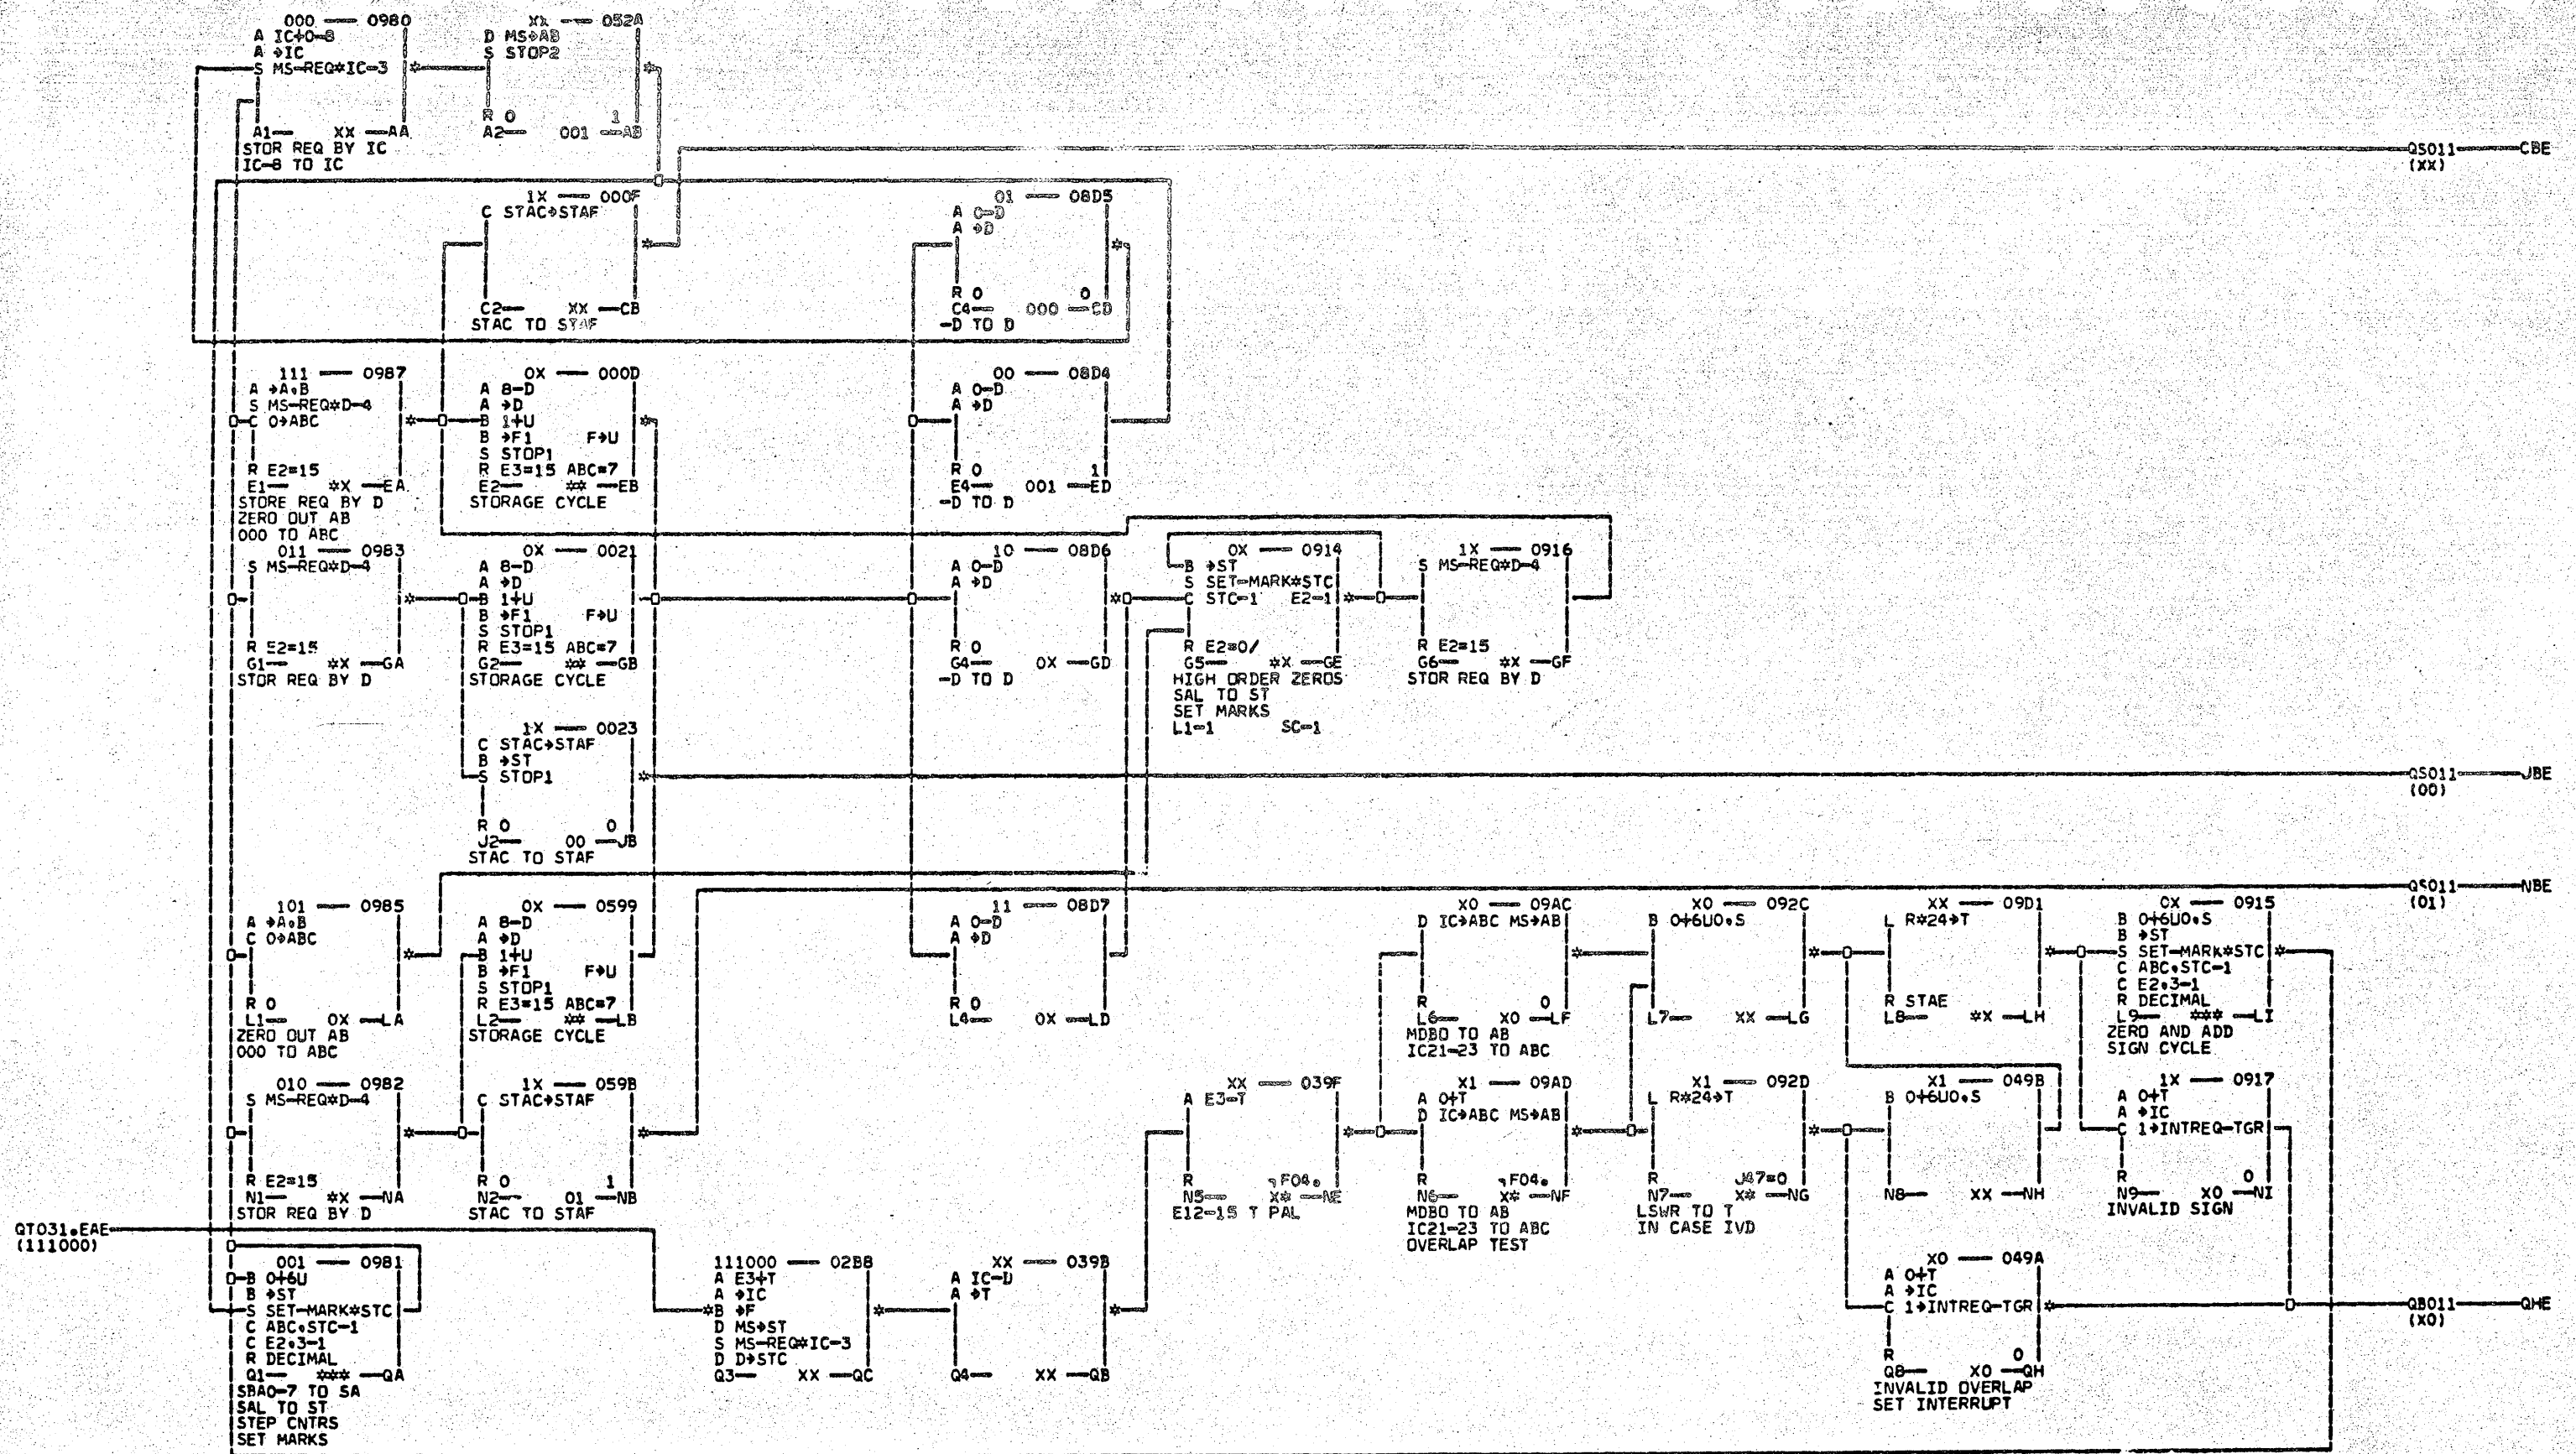 000 — 0980
A IC+0-8
A →IC
S MS-REQ*IC-3
A1— XX —AA
STOR REQ BY IC
IC-8 TO IC
XX — 052A
D MS→AB
S STOP2
R 0 1
A2— 001 —AB
QS011 —CBE
(XX)
1X — 000F
C STAC→STAF
C2— XX —CB
STAC TO STAF
01 — 08D5
A 0-D
A →D
R 0 0
C4— 000 —CD
-D TO D
111 — 0987
A →A.B
S MS-REQ*D-4
C 0→ABC
R E2=15
E1— *X —EA
STORE REQ BY D
ZERO OUT AB
000 TO ABC
0X — 000D
A 8-D
A →D
B 1+U
B →F1 F→U
S STOP1
R E3=15 ABC=7
E2— ** —EB
STORAGE CYCLE
00 — 08D4
A 0-D
A →D
R 0 1
E4— 001 —ED
-D TO D
011 — 0983
S MS-REQ*D-4
R E2=15
G1— *X —GA
STOR REQ BY D
0X — 0021
A 8-D
A →D
B 1+U
B →F1 F→U
S STOP1
R E3=15 ABC=7
G2— ** —GB
STORAGE CYCLE
10 — 08D6
A 0-D
A →D
R 0
G4— 0X —GD
-D TO D
0X — 0914
B →ST
S SET-MARK*STC
C STC-1 E2-1
R E2=0/
G5— *X —GE
HIGH ORDER ZEROS
SAL TO ST
SET MARKS
L1-1 SC-1
1X — 0916
S MS-REQ*D-4
R E2=15
G6— *X —GF
STOR REQ BY D
1X — 0023
C STAC→STAF
B →ST
S STOP1
R 0 0
J2— 00 —JB
STAC TO STAF
QS011 —JBE
(00)
QS011 —NBE
(01)
101 — 0985
A →A.B
C 0→ABC
R 0
L1— 0X —LA
ZERO OUT AB
000 TO ABC
0X — 0599
A 8-D
A →D
B 1+U
B →F1 F→U
S STOP1
R E3=15 ABC=7
L2— ** —LB
STORAGE CYCLE
11 — 08D7
A 0-D
A →D
R 0
L4— 0X —LD
X0 — 09AC
D IC→ABC MS→AB
R 0
L6— X0 —LF
MDBO TO AB
IC21-23 TO ABC
X0 — 092C
B 0+6U0.S
L7— XX —LG
XX — 09D1
L R*24→T
R STAE
L8— *X —LH
0X — 0915
B 0+6U0.S
B →ST
S SET-MARK*STC
C ABC.STC-1
C E2.3-1
R DECIMAL
L9— *** —LI
ZERO AND ADD
SIGN CYCLE
010 — 0982
S MS-REQ*D-4
R E2=15
N1— *X —NA
STOR REQ BY D
1X — 059B
C STAC→STAF
R 0 1
N2— 01 —NB
STAC TO STAF
XX — 039F
A E3-T
R ¬F04.
N5— X* —NE
E12-15 T PAL
X1 — 09AD
A 0+T
D IC→ABC MS→AB
R ¬F04.
N6— X* —NF
MDBO TO AB
IC21-23 TO ABC
OVERLAP TEST
X1 — 092D
L R*24→T
R J47=0
N7— X* —NG
LSWR TO T
IN CASE IVD
X1 — 049B
B 0+6U0.S
N8— XX —NH
1X — 0917
A 0+T
A →IC
C 1→INTREQ-TGR
R 0
N9— X0 —NI
INVALID SIGN
QT031.EAE
(111000)
001 — 0981
B 0+6U
B →ST
S SET-MARK*STC
C ABC.STC-1
C E2.3-1
R DECIMAL
Q1— *** —QA
SBA0-7 TO SA
SAL TO ST
STEP CNTRS
SET MARKS
111000 — 02B8
A E3+T
A →IC
B →F
D MS→ST
S MS-REQ*IC-3
D D→STC
Q3— XX —QC
XX — 039B
A IC-D
A →T
Q4— XX —QB
X0 — 049A
A 0+T
A →IC
C 1→INTREQ-TGR
R 0
Q8— X0 —QH
INVALID OVERLAP
SET INTERRUPT
QB011 —QHE
(X0)